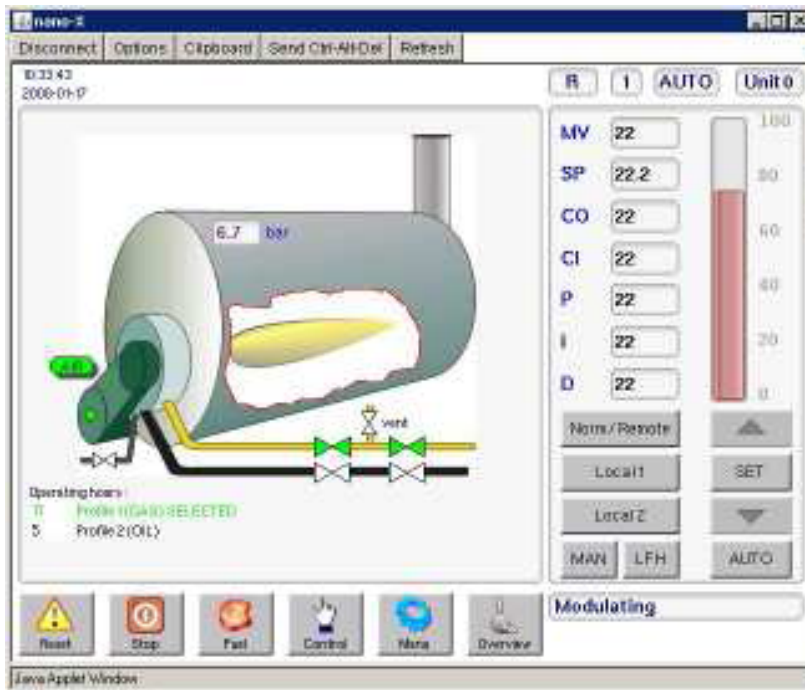 nano-X
Disconnect Options Clipboard Send Ctrl-Alt-Del Refresh
2008-01-17
R 1 AUTO Unit 0
6.7 bar
vent
MV 22
SP 22.2
CO 22
CI 22
P 22
I 22
D 22
100
80
60
40
20
0
Norm / Remote
Local 1 SET
Local 2
MAN LFH AUTO
Operating hours :
Profile 1 (GAS) SELECTED
5 Profile 2 (OIL)
Reset Stop Fuel Control Menu Overview
Modulating
Java Applet Window